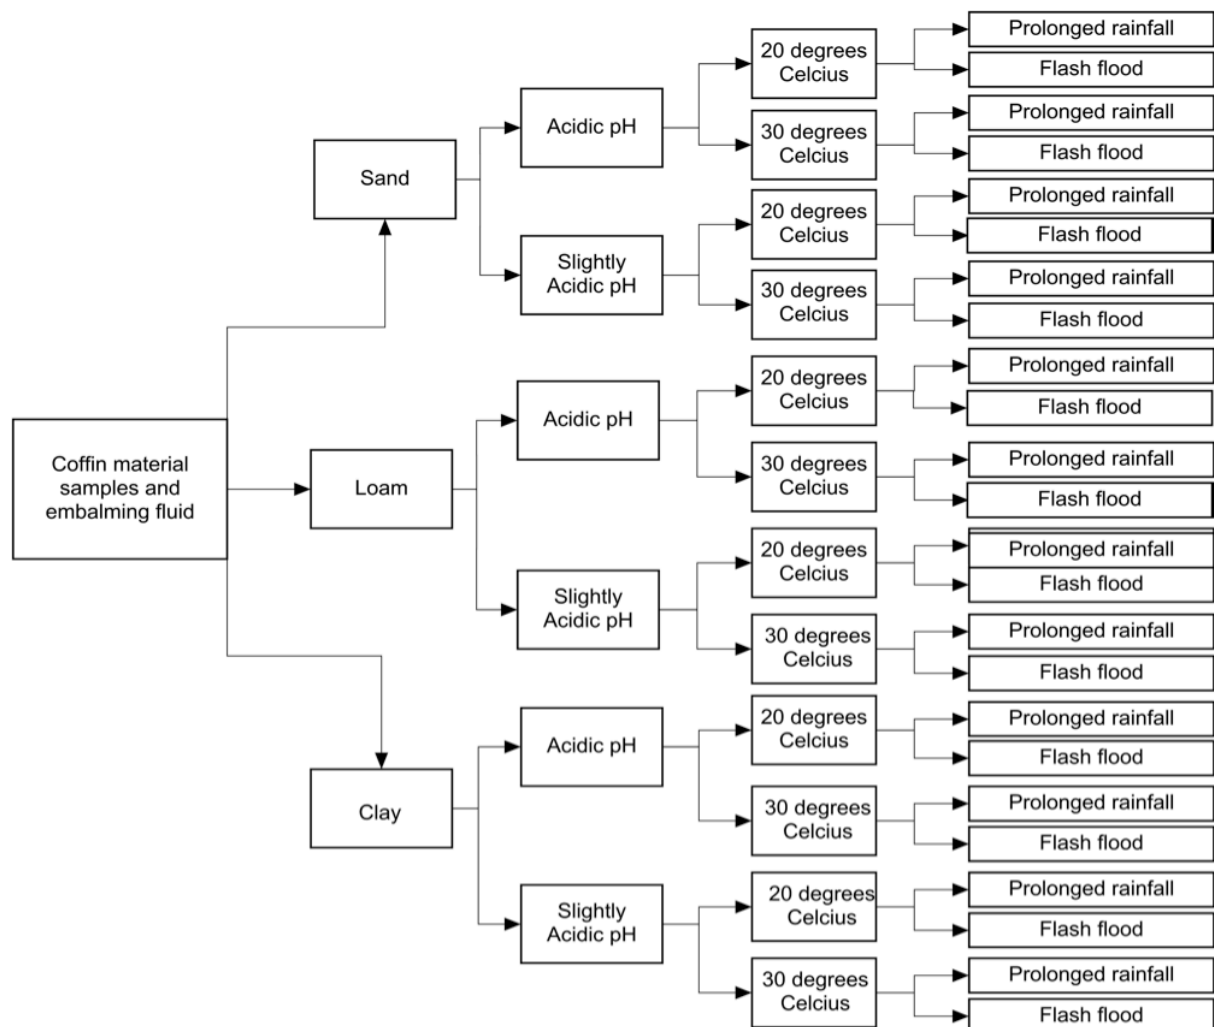 Coffin material
samples and
embalming fluid
Sand
Acidic pH
20 degrees
Celcius
Prolonged rainfall
Flash flood
30 degrees
Celcius
Prolonged rainfall
Flash flood
Slightly
Acidic pH
20 degrees
Celcius
Prolonged rainfall
Flash flood
30 degrees
Celcius
Prolonged rainfall
Flash flood
Loam
Acidic pH
20 degrees
Celcius
Prolonged rainfall
Flash flood
30 degrees
Celcius
Prolonged rainfall
Flash flood
Slightly
Acidic pH
20 degrees
Celcius
Prolonged rainfall
Flash flood
30 degrees
Celcius
Prolonged rainfall
Flash flood
Clay
Acidic pH
20 degrees
Celcius
Prolonged rainfall
Flash flood
30 degrees
Celcius
Prolonged rainfall
Flash flood
Slightly
Acidic pH
20 degrees
Celcius
Prolonged rainfall
Flash flood
30 degrees
Celcius
Prolonged rainfall
Flash flood